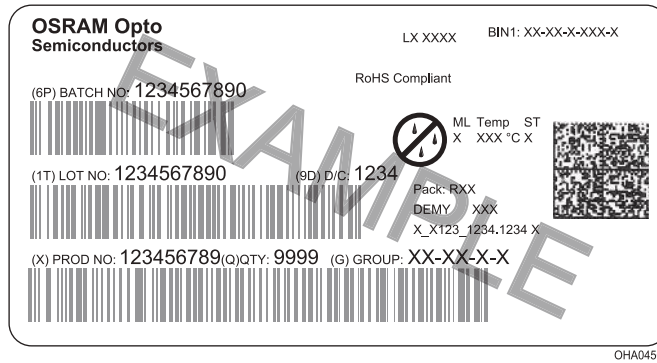 OSRAM Opto
Semiconductors
LX XXXX
BIN1: XX-XX-X-XXX-X
RoHS Compliant
(6P) BATCH NO: 1234567890
ML Temp ST
X XXX °C X
(1T) LOT NO: 1234567890 (9D) D/C: 1234
Pack: RXX
DEMY XXX
X_X123_1234.1234 X
(X) PROD NO: 123456789(Q)QTY: 9999 (G) GROUP: XX-XX-X-X
EXAMPLE
OHA045